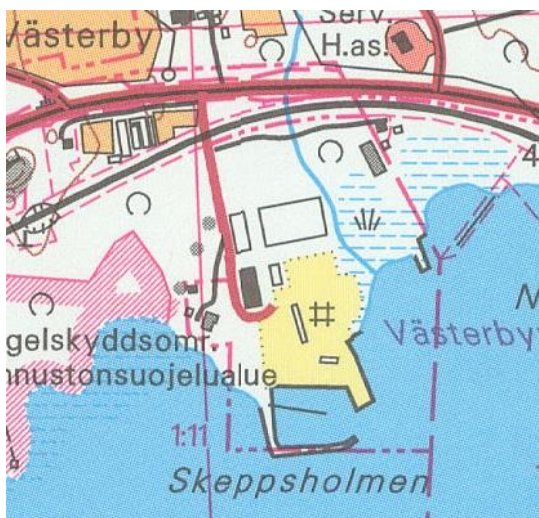 Västerby
Serv.
H.as.
4
N
Västerby
gelskyddsomr.
nnustonsuojelualue
1:11
Skeppsholmen